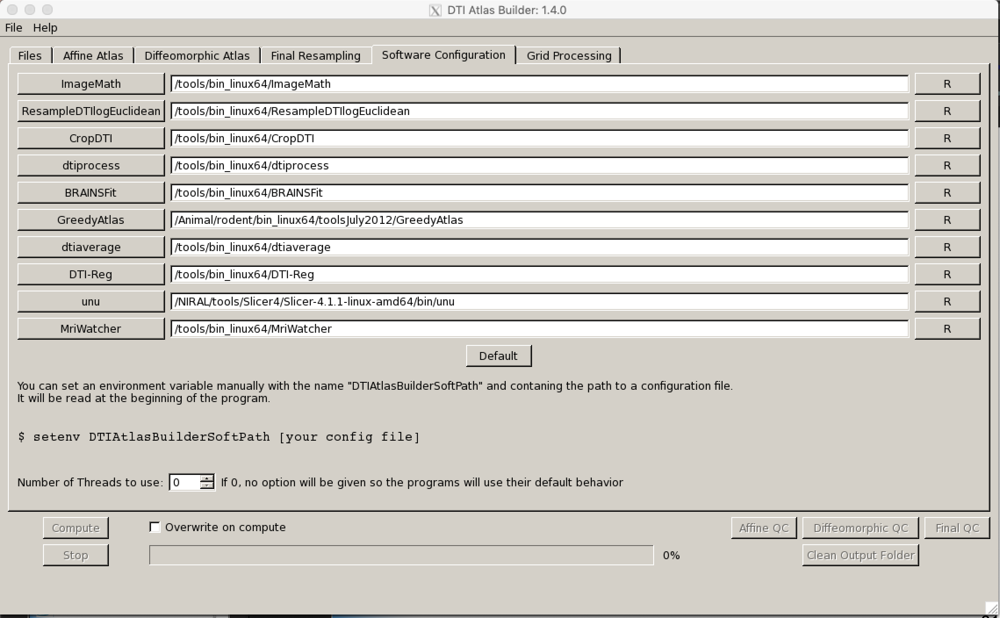 DTI Atlas Builder: 1.4.0
File Help
Files Affine Atlas Diffeomorphic Atlas Final Resampling Software Configuration Grid Processing
ImageMath /tools/bin_linux64/ImageMath R
ResampleDTIlogEuclidean /tools/bin_linux64/ResampleDTIlogEuclidean R
CropDTI /tools/bin_linux64/CropDTI R
dtiprocess /tools/bin_linux64/dtiprocess R
BRAINSFit /tools/bin_linux64/BRAINSFit R
GreedyAtlas /Animal/rodent/bin_linux64/toolsJuly2012/GreedyAtlas R
dtiaverage /tools/bin_linux64/dtiaverage R
DTI-Reg /tools/bin_linux64/DTI-Reg R
unu /NIRAL/tools/Slicer4/Slicer-4.1.1-linux-amd64/bin/unu R
MriWatcher /tools/bin_linux64/MriWatcher R
Default
You can set an environment variable manually with the name "DTIAtlasBuilderSoftPath" and contaning the path to a configuration file.
It will be read at the beginning of the program.
$ setenv DTIAtlasBuilderSoftPath [your config file]
Number of Threads to use: 0 If 0, no option will be given so the programs will use their default behavior
Compute Overwrite on compute Affine QC Diffeomorphic QC Final QC
Stop 0% Clean Output Folder